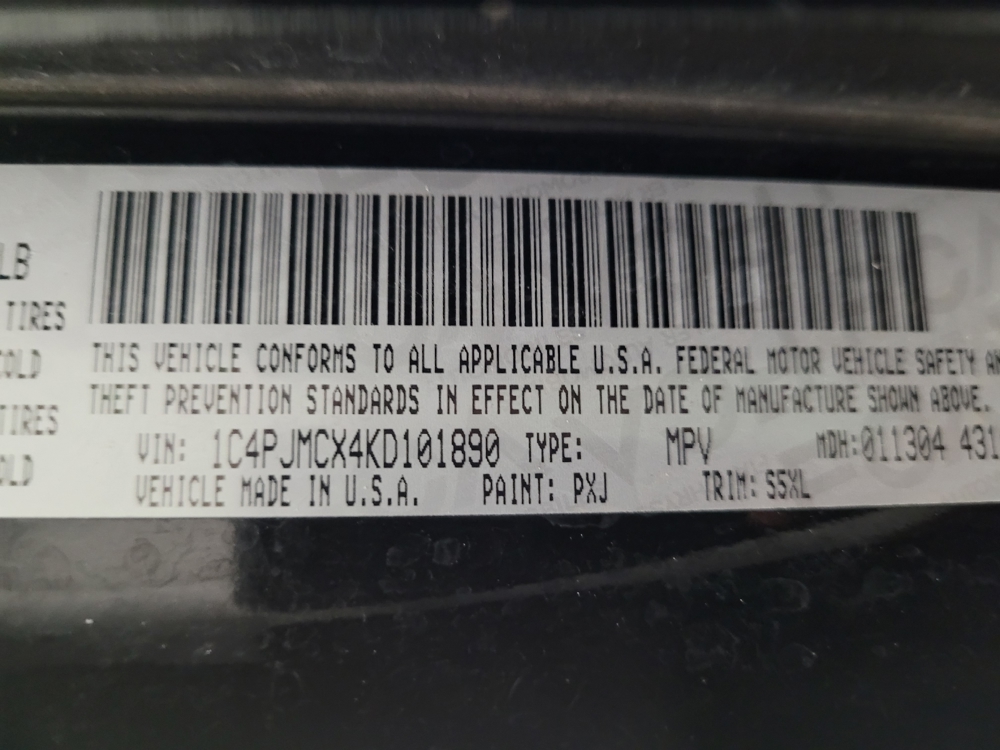 LB
TIRES
COLD
TIRES
OLD
THIS VEHICLE CONFORMS TO ALL APPLICABLE U.S.A. FEDERAL MOTOR VEHICLE SAFETY AN
THEFT PREVENTION STANDARDS IN EFFECT ON THE DATE OF MANUFACTURE SHOWN ABOVE.
VIN: 1C4PJMCX4KD101890 TYPE: MPV MDH:011304 431
VEHICLE MADE IN U.S.A. PAINT: PXJ TRIM: S5XL